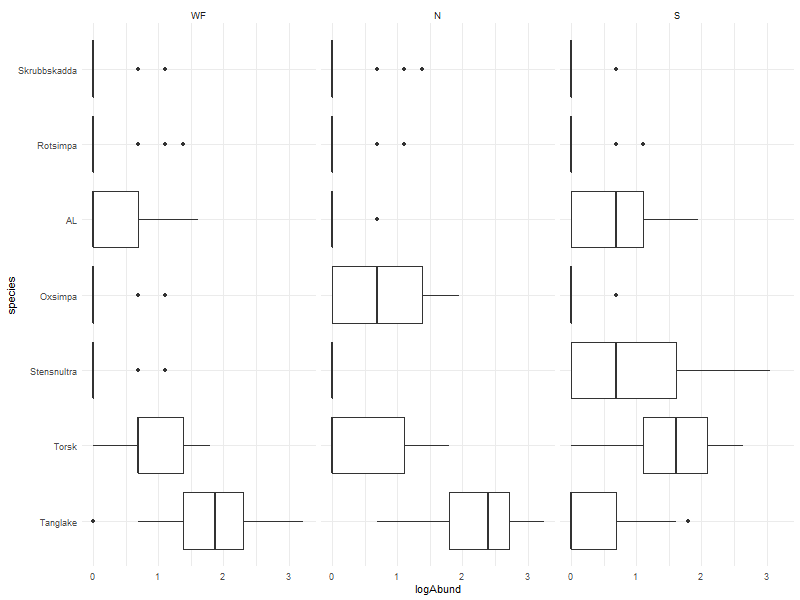 WF N S
Skrubbskadda
Rotsimpa
AL
Oxsimpa
Stensnultra
Torsk
Tanglake
species
0 1 2 3 0 1 2 3 0 1 2 3
logAbund